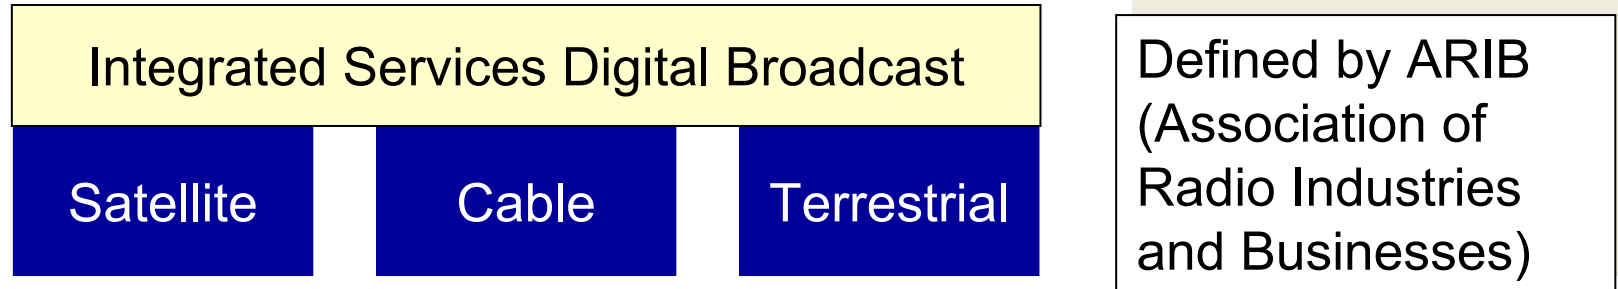 Integrated Services Digital Broadcast
Satellite
Cable
Terrestrial
Defined by ARIB
(Association of
Radio Industries
and Businesses)